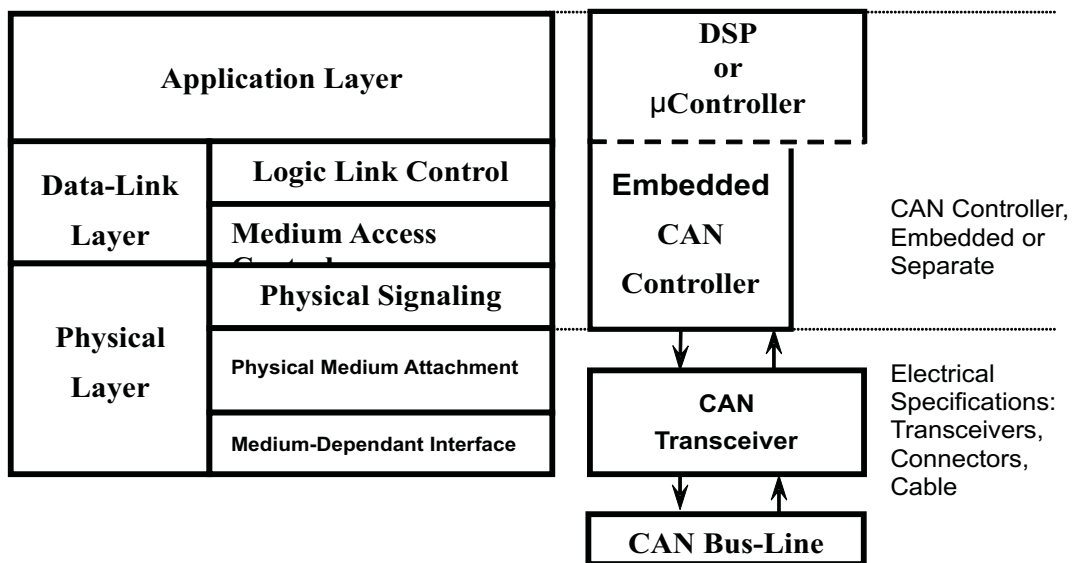 Application Layer
Data-Link
Layer
Logic Link Control
Medium Access
Physical
Layer
Physical Signaling
Physical Medium Attachment
Medium-Dependant Interface
DSP
or
µController
Embedded
CAN
Controller
CAN
Transceiver
CAN Bus-Line
CAN Controller,
Embedded or
Separate
Electrical
Specifications:
Transceivers,
Connectors,
Cable